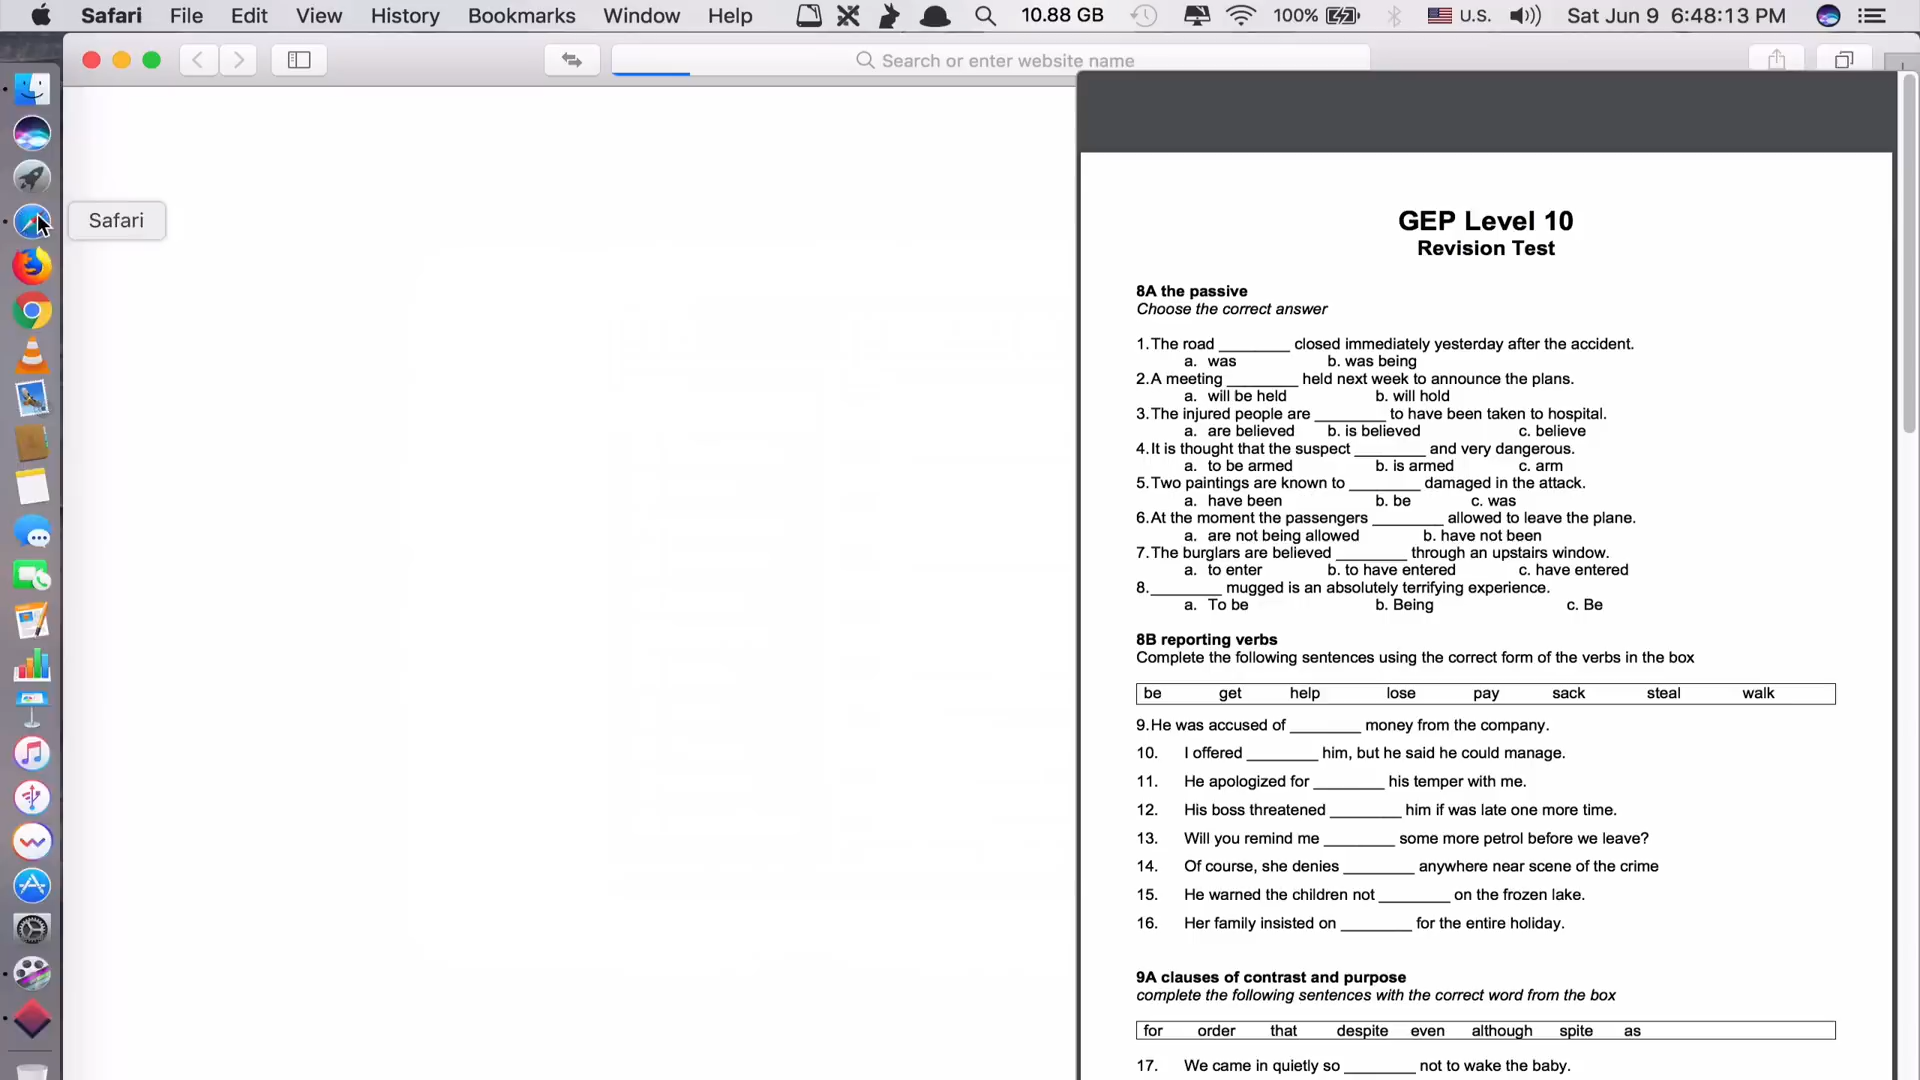 Safari File Edit View History Bookmarks Window Help 10.88 GB 100% U.S. Sat Jun 9 6:48:13 PM
Search or enter website name
Safari
GEP Level 10
Revision Test
8A the passive
Choose the correct answer
1.The road ________ closed immediately yesterday after the accident.
a. was b. was being
2.A meeting ________ held next week to announce the plans.
a. will be held b. will hold
3.The injured people are ________ to have been taken to hospital.
a. are believed b. is believed c. believe
4.It is thought that the suspect ________ and very dangerous.
a. to be armed b. is armed c. arm
5.Two paintings are known to ________ damaged in the attack.
a. have been b. be c. was
6.At the moment the passengers ________ allowed to leave the plane.
a. are not being allowed b. have not been
7.The burglars are believed ________ through an upstairs window.
a. to enter b. to have entered c. have entered
8.________ mugged is an absolutely terrifying experience.
a. To be b. Being c. Be
8B reporting verbs
Complete the following sentences using the correct form of the verbs in the box
be get help lose pay sack steal walk
9.He was accused of ________ money from the company.
10. I offered ________ him, but he said he could manage.
11. He apologized for ________ his temper with me.
12. His boss threatened ________ him if was late one more time.
13. Will you remind me ________ some more petrol before we leave?
14. Of course, she denies ________ anywhere near scene of the crime
15. He warned the children not ________ on the frozen lake.
16. Her family insisted on ________ for the entire holiday.
9A clauses of contrast and purpose
complete the following sentences with the correct word from the box
for order that despite even although spite as
17. We came in quietly so ________ not to wake the baby.